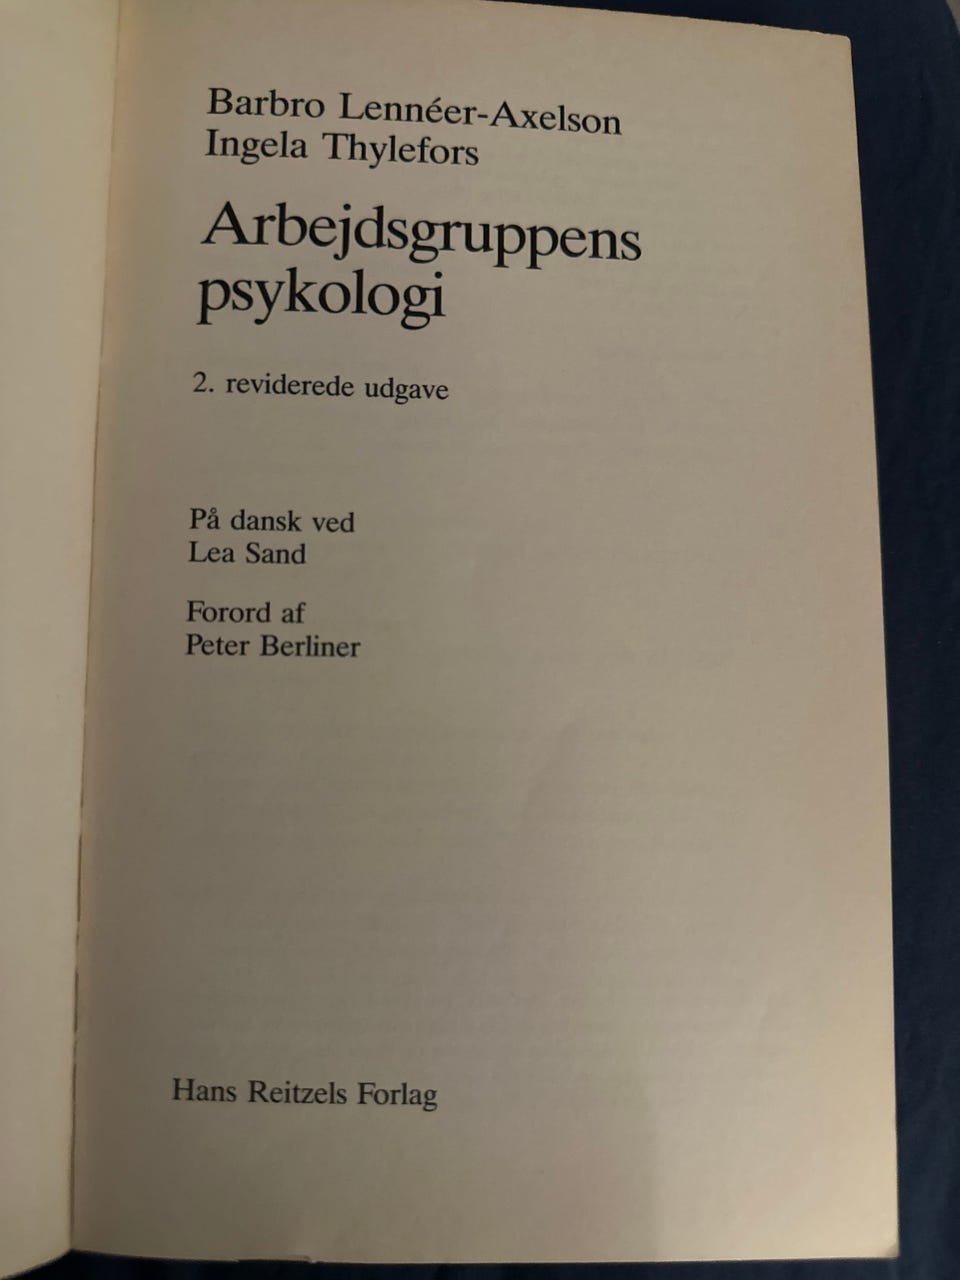 Barbro Lennéer-Axelson
Ingela Thylefors
Arbejdsgruppens
psykologi
2. reviderede udgave
På dansk ved
Lea Sand
Forord af
Peter Berliner
Hans Reitzels Forlag